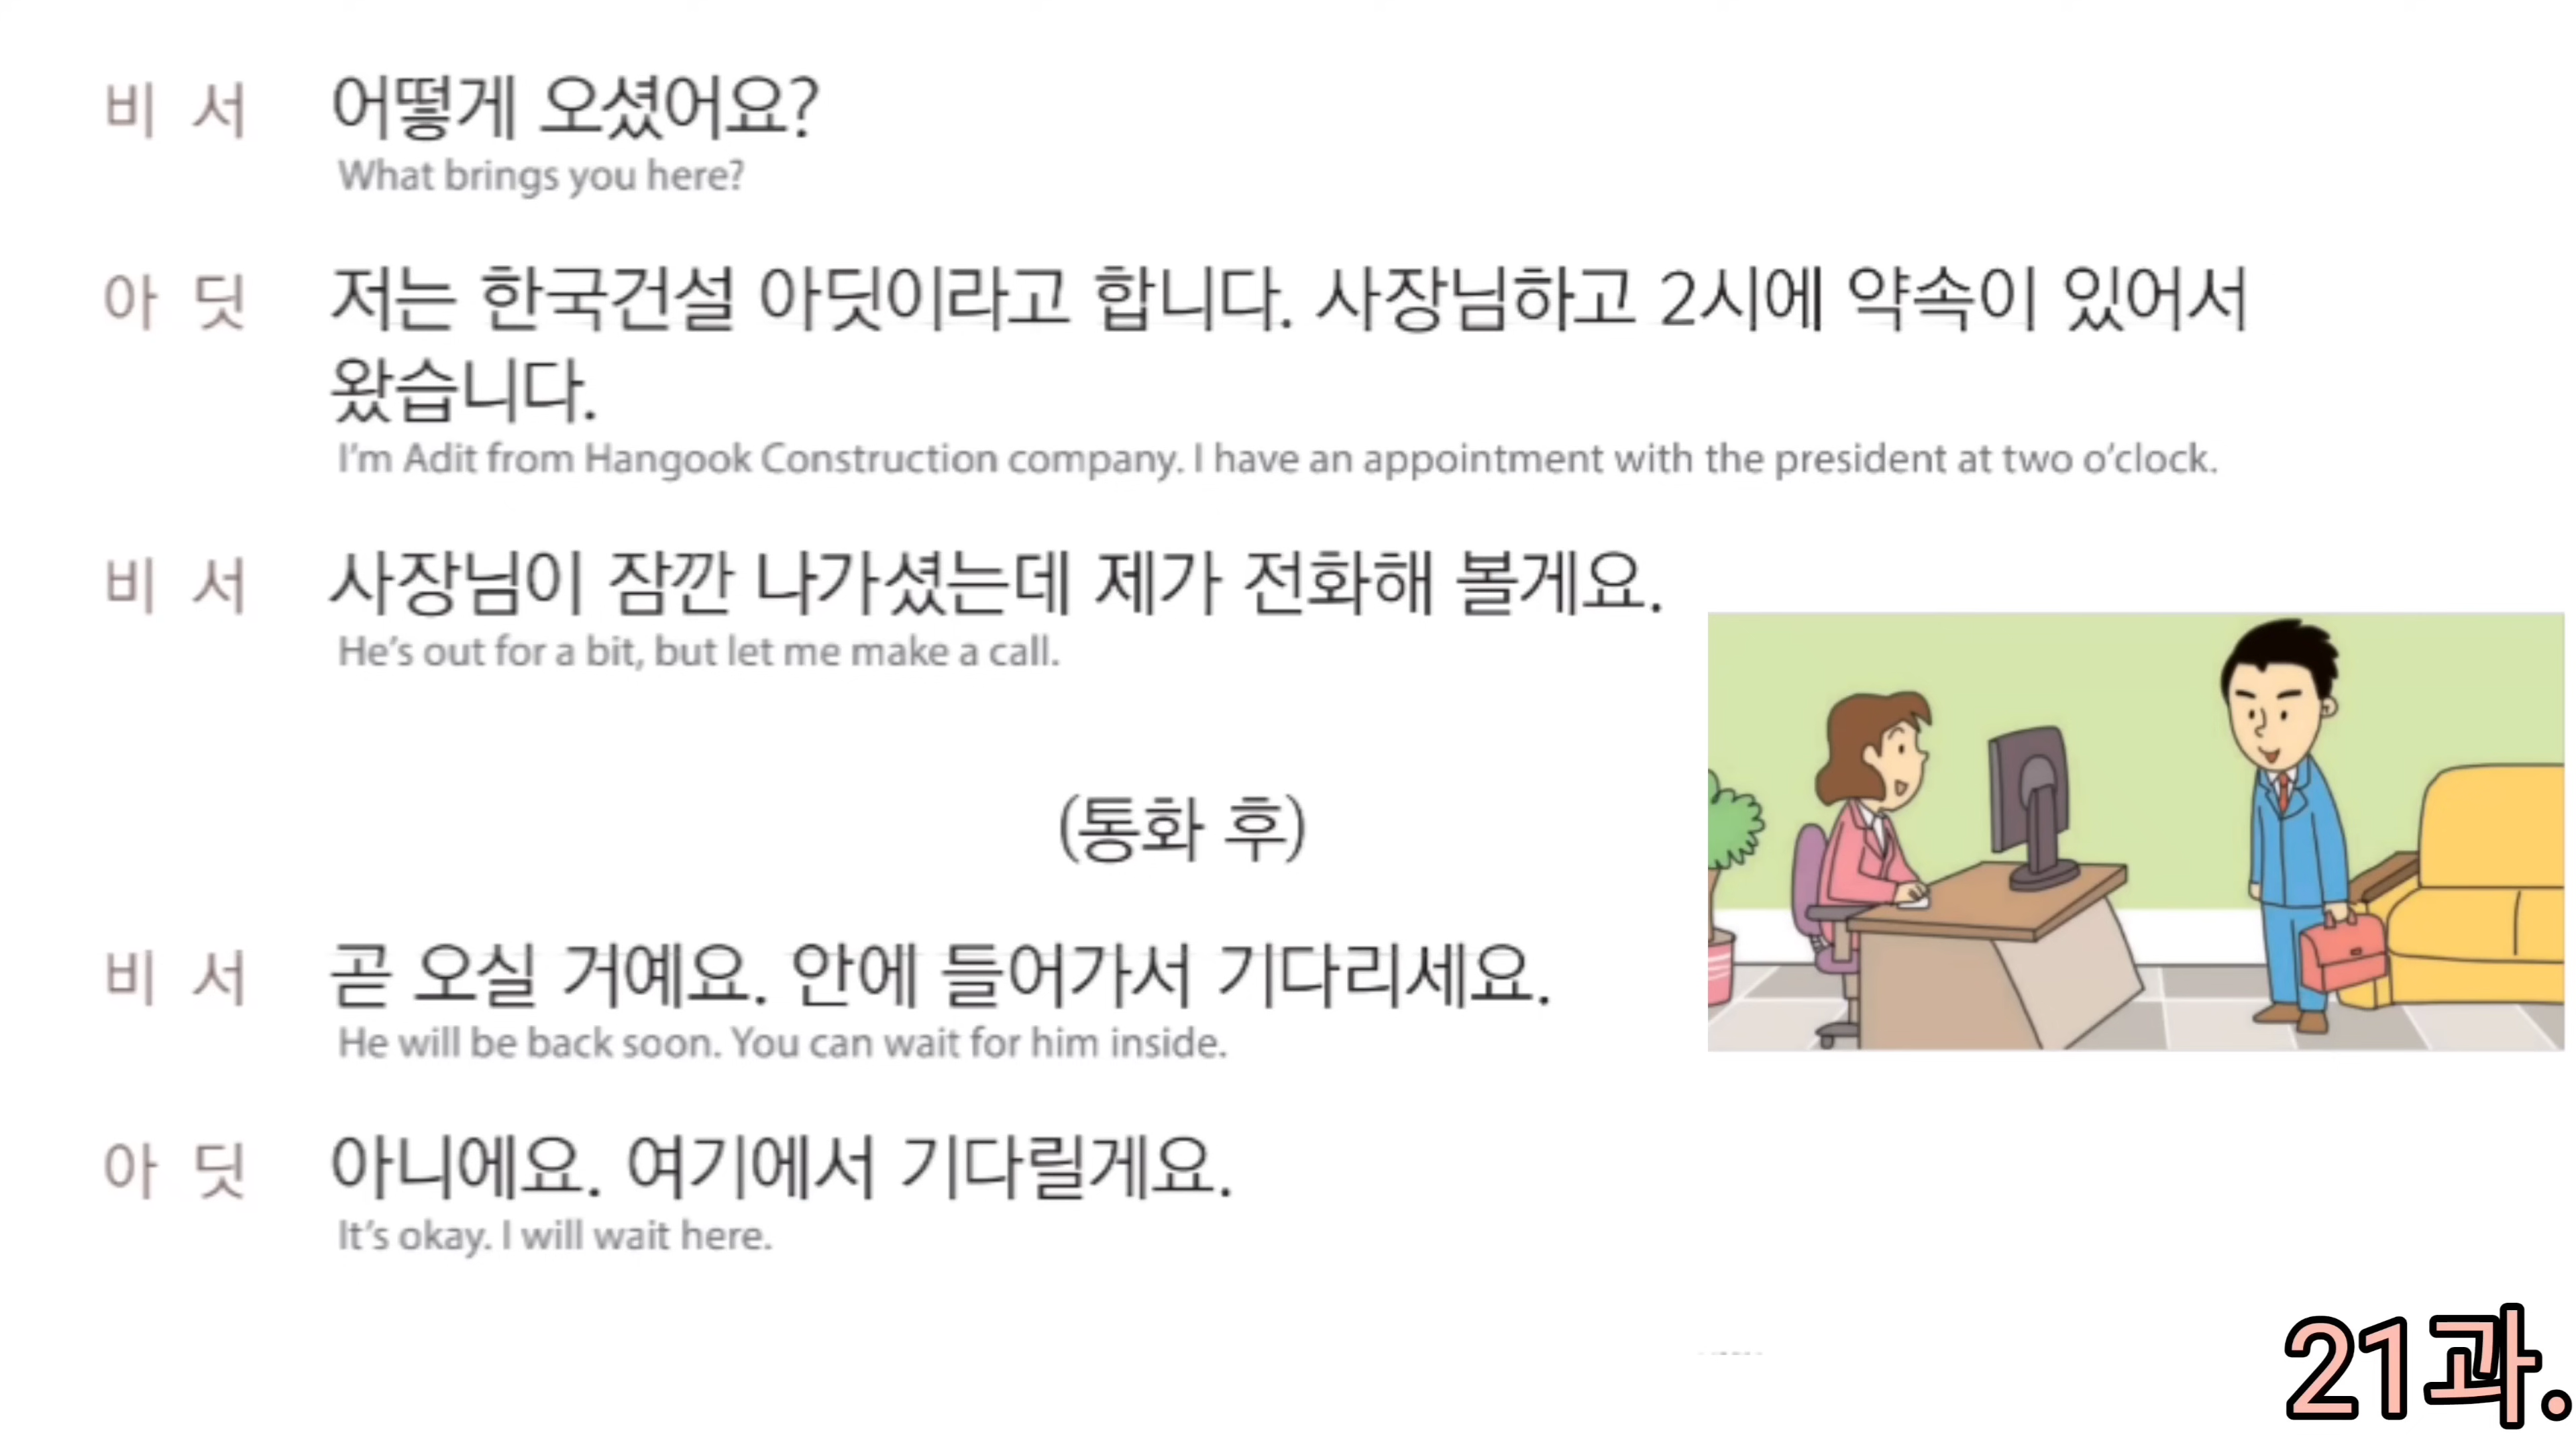 비 서 어떻게 오셨어요?
What brings you here?
아 딧 저는 한국건설 아딧이라고 합니다. 사장님하고 2시에 약속이 있어서
왔습니다.
I'm Adit from Hangook Construction company. I have an appointment with the president at two o'clock.
비 서 사장님이 잠깐 나가셨는데 제가 전화해 볼게요.
He's out for a bit, but let me make a call.
(통화 후)
비 서 곧 오실 거예요. 안에 들어가서 기다리세요.
He will be back soon. You can wait for him inside.
아 딧 아니에요. 여기에서 기다릴게요.
It's okay. I will wait here.
21과.